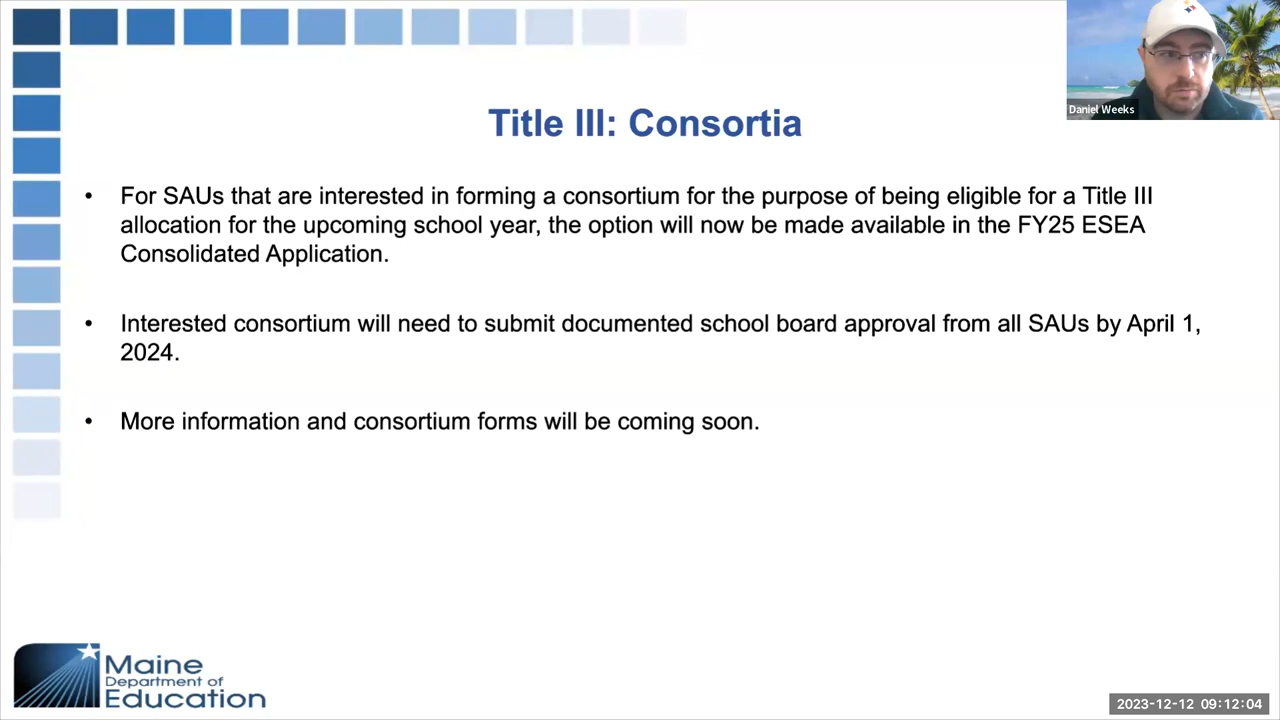 Title III: Consortia
Daniel Weeks
• For SAUs that are interested in forming a consortium for the purpose of being eligible for a Title III
allocation for the upcoming school year, the option will now be made available in the FY25 ESEA
Consolidated Application.
• Interested consortium will need to submit documented school board approval from all SAUs by April 1,
2024.
• More information and consortium forms will be coming soon.
Maine
Department of
Education
2023-12-12 09:12:04